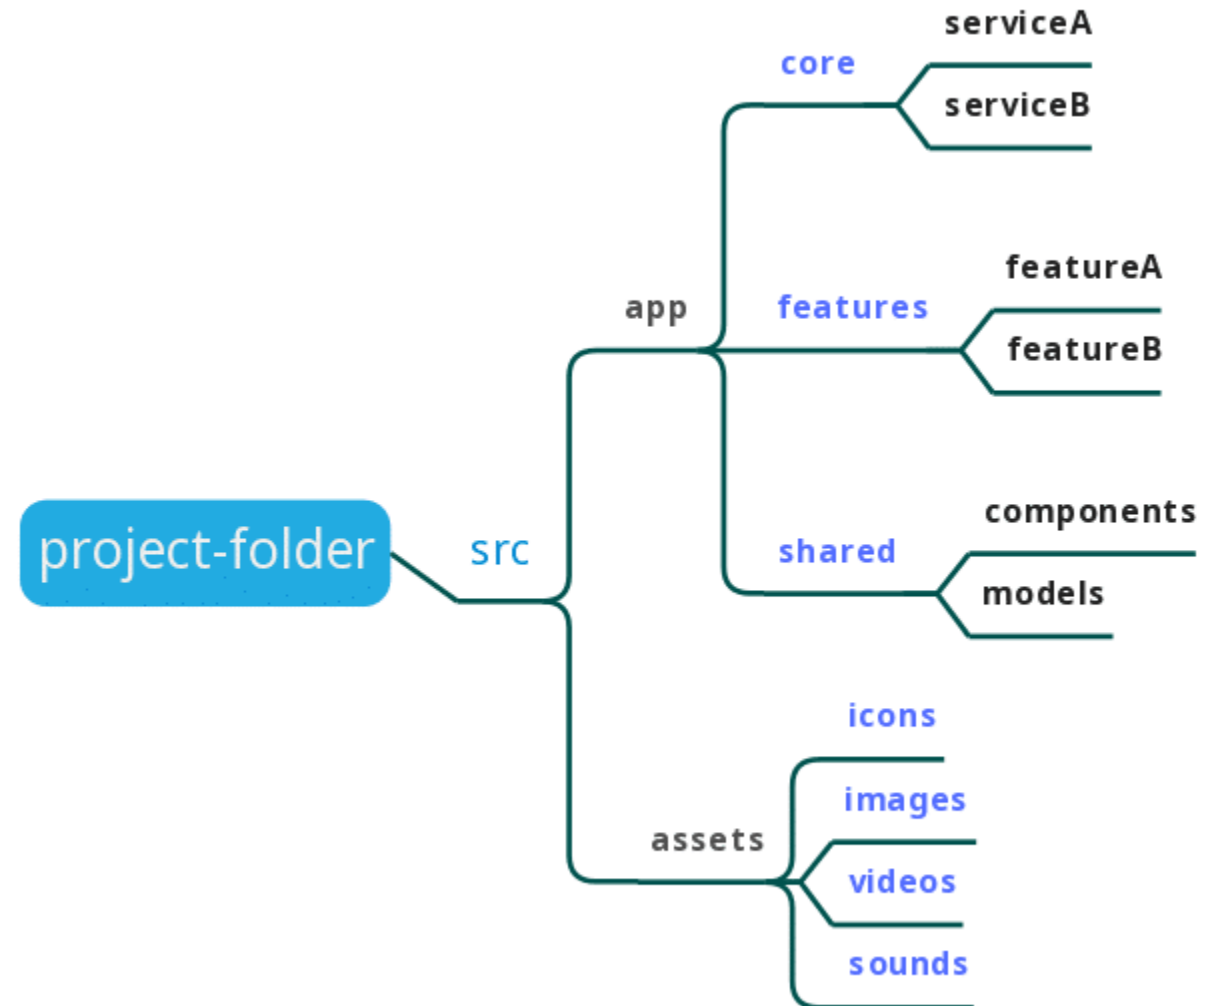 project-folder
src
app
core
serviceA
serviceB
features
featureA
featureB
shared
components
models
assets
icons
images
videos
sounds